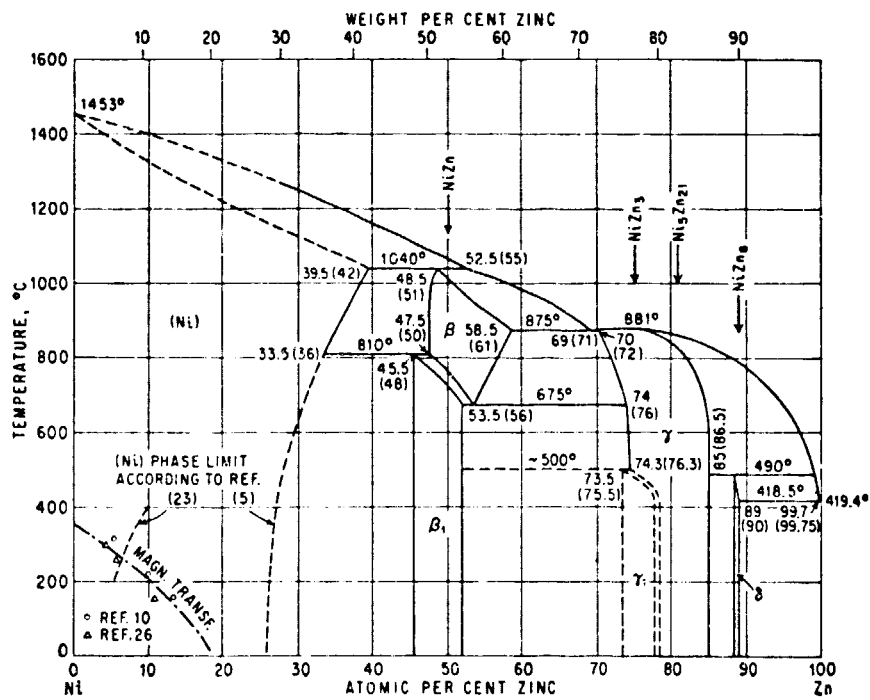 WEIGHT PER CENT ZINC
10 20 30 40 50 60 70 80 90
1600
1453°
1400
NiZn
NiZn3
Ni5Zn21
NiZn8
1200
1040° 52.5 (55)
39.5 (42)
1000
48.5
(51)
(Ni)
47.5
(50)
β
58.5
(61)
875°
881°
69 (71)
70
(72)
810°
33.5 (36)
800
45.5
(48)
675°
74
(76)
53.5 (56)
600
γ
85 (86.5)
(Ni) PHASE LIMIT
ACCORDING TO REF.
(23) (5)
~500°
74.3 (76.3)
73.5
(75.5)
490°
418.5°
419.4°
89 99.7
(90) (99.75)
400
β1
γ1
δ
200
MAGN. TRANSF.
REF. 10
REF. 26
0
TEMPERATURE, °C
0 10 20 30 40 50 60 70 80 90 100
Ni ATOMIC PER CENT ZINC Zn